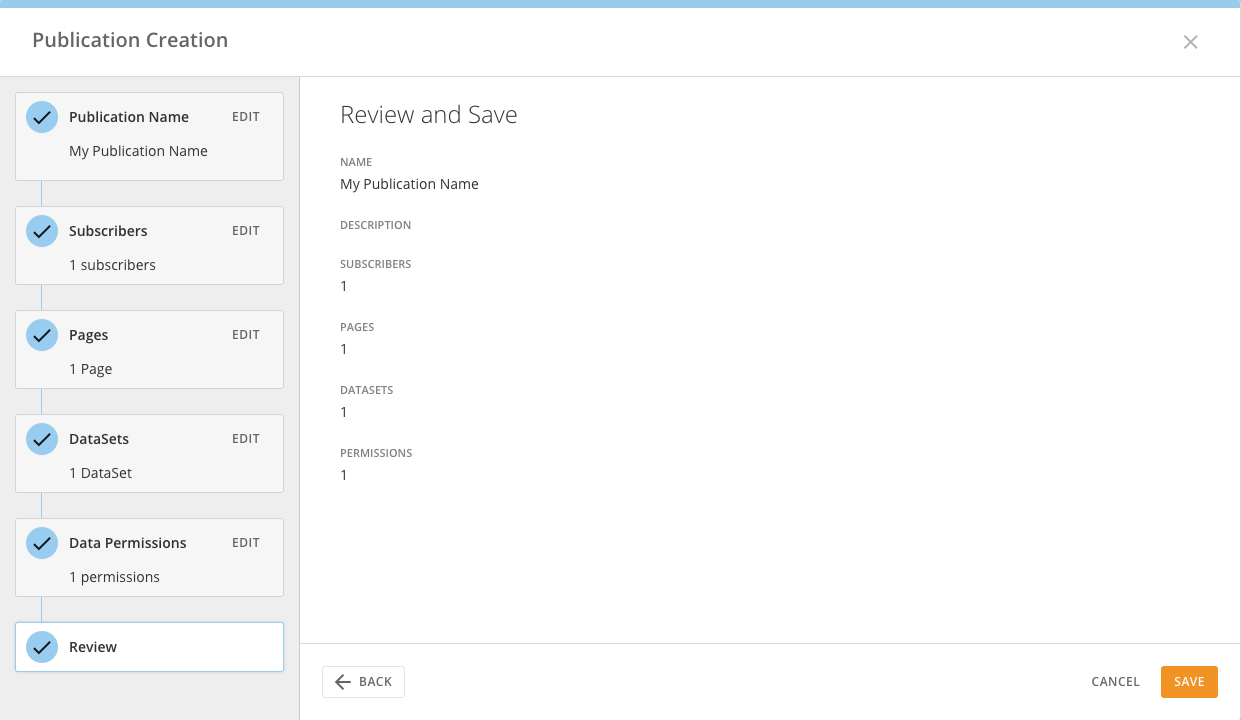 Publication Creation
Publication Name EDIT
My Publication Name
Subscribers EDIT
1 subscribers
Pages EDIT
1 Page
DataSets EDIT
1 DataSet
Data Permissions EDIT
1 permissions
Review
Review and Save
NAME
My Publication Name
DESCRIPTION
SUBSCRIBERS
1
PAGES
1
DATASETS
1
PERMISSIONS
1
BACK
CANCEL
SAVE